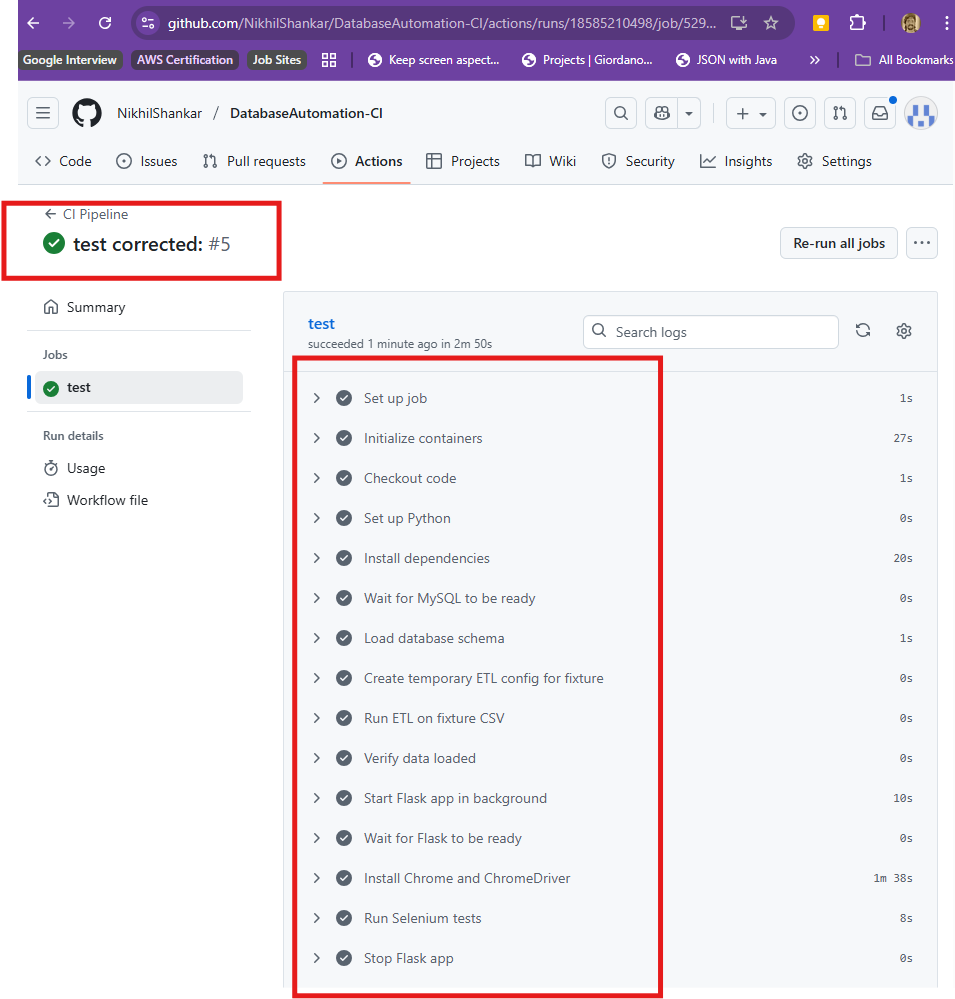 github.com/NikhilShankar/DatabaseAutomation-CI/actions/runs/18585210498/job/529...
Google Interview AWS Certification Job Sites Keep screen aspect... Projects | Giordano... JSON with Java » All Bookmarks
NikhilShankar / DatabaseAutomation-CI
Code Issues Pull requests Actions Projects Wiki Security Insights Settings
CI Pipeline
test corrected: #5
Re-run all jobs
Summary
Jobs
test
Run details
Usage
Workflow file
test
succeeded 1 minute ago in 2m 50s
Search logs
Set up job 1s
Initialize containers 27s
Checkout code 1s
Set up Python 0s
Install dependencies 20s
Wait for MySQL to be ready 0s
Load database schema 1s
Create temporary ETL config for fixture 0s
Run ETL on fixture CSV 0s
Verify data loaded 0s
Start Flask app in background 10s
Wait for Flask to be ready 0s
Install Chrome and ChromeDriver 1m 38s
Run Selenium tests 8s
Stop Flask app 0s